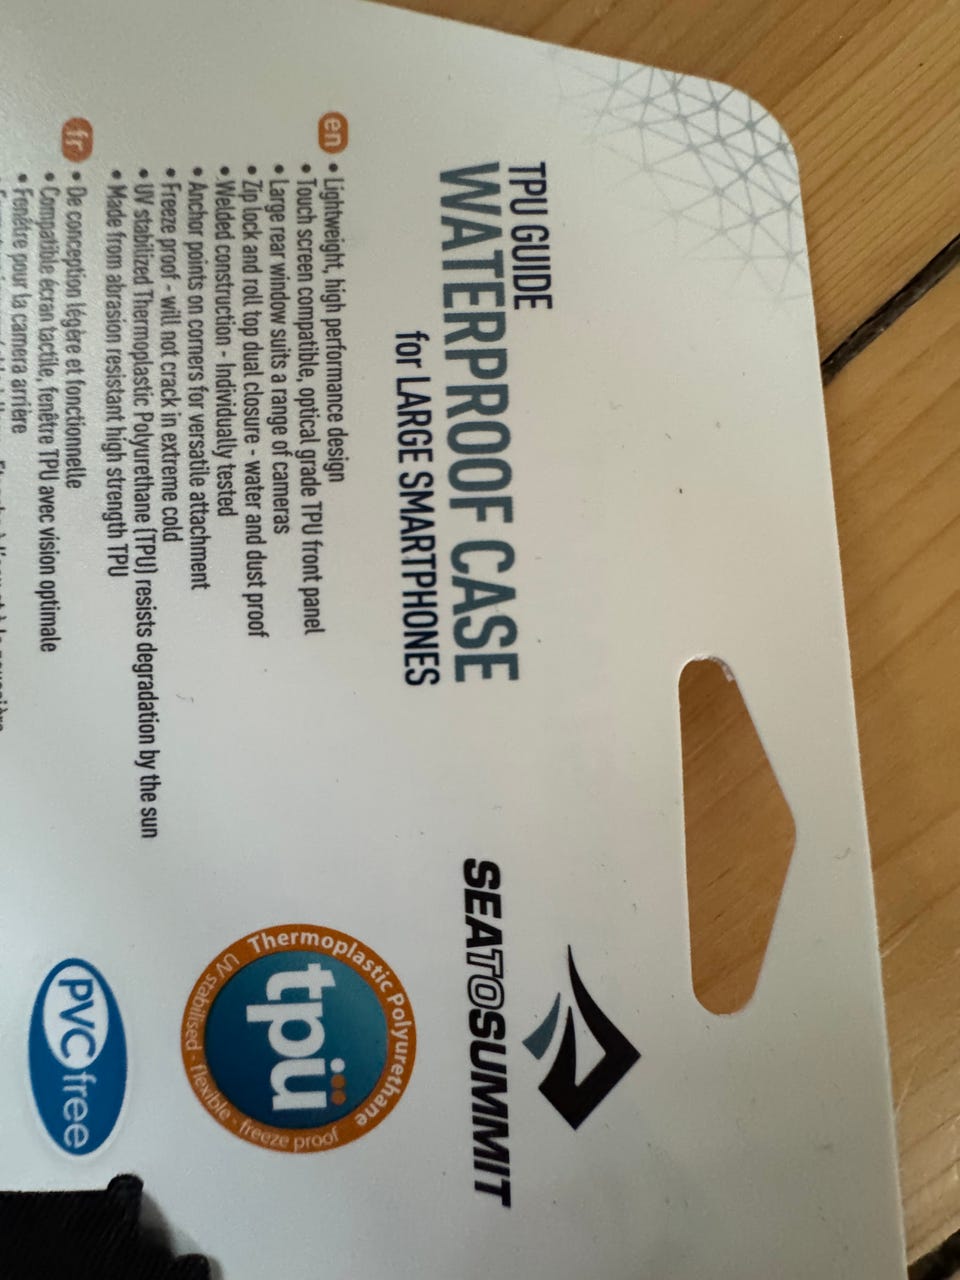 TPU GUIDE
WATERPROOF CASE
for LARGE SMARTPHONES
SEATOSUMMIT
en
• Lightweight, high performance design
• Touch screen compatible, optical grade TPU front panel
• Large rear window suits a range of cameras
• Zip lock and roll top dual closure - water and dust proof
• Welded construction - Individually tested
• Anchor points on corners for versatile attachment
• Freeze proof - will not crack in extreme cold
• UV stabilized Thermoplastic Polyurethane (TPU) resists degradation by the sun
• Made from abrasion resistant high strength TPU
fr
• De conception légère et fonctionnelle
• Compatible écran tactile, fenêtre TPU avec vision optimale
• Fenêtre pour la camera arrière
Thermoplastic Polyurethane
tpü
UV stabilised - flexible - freeze proof
PVC free